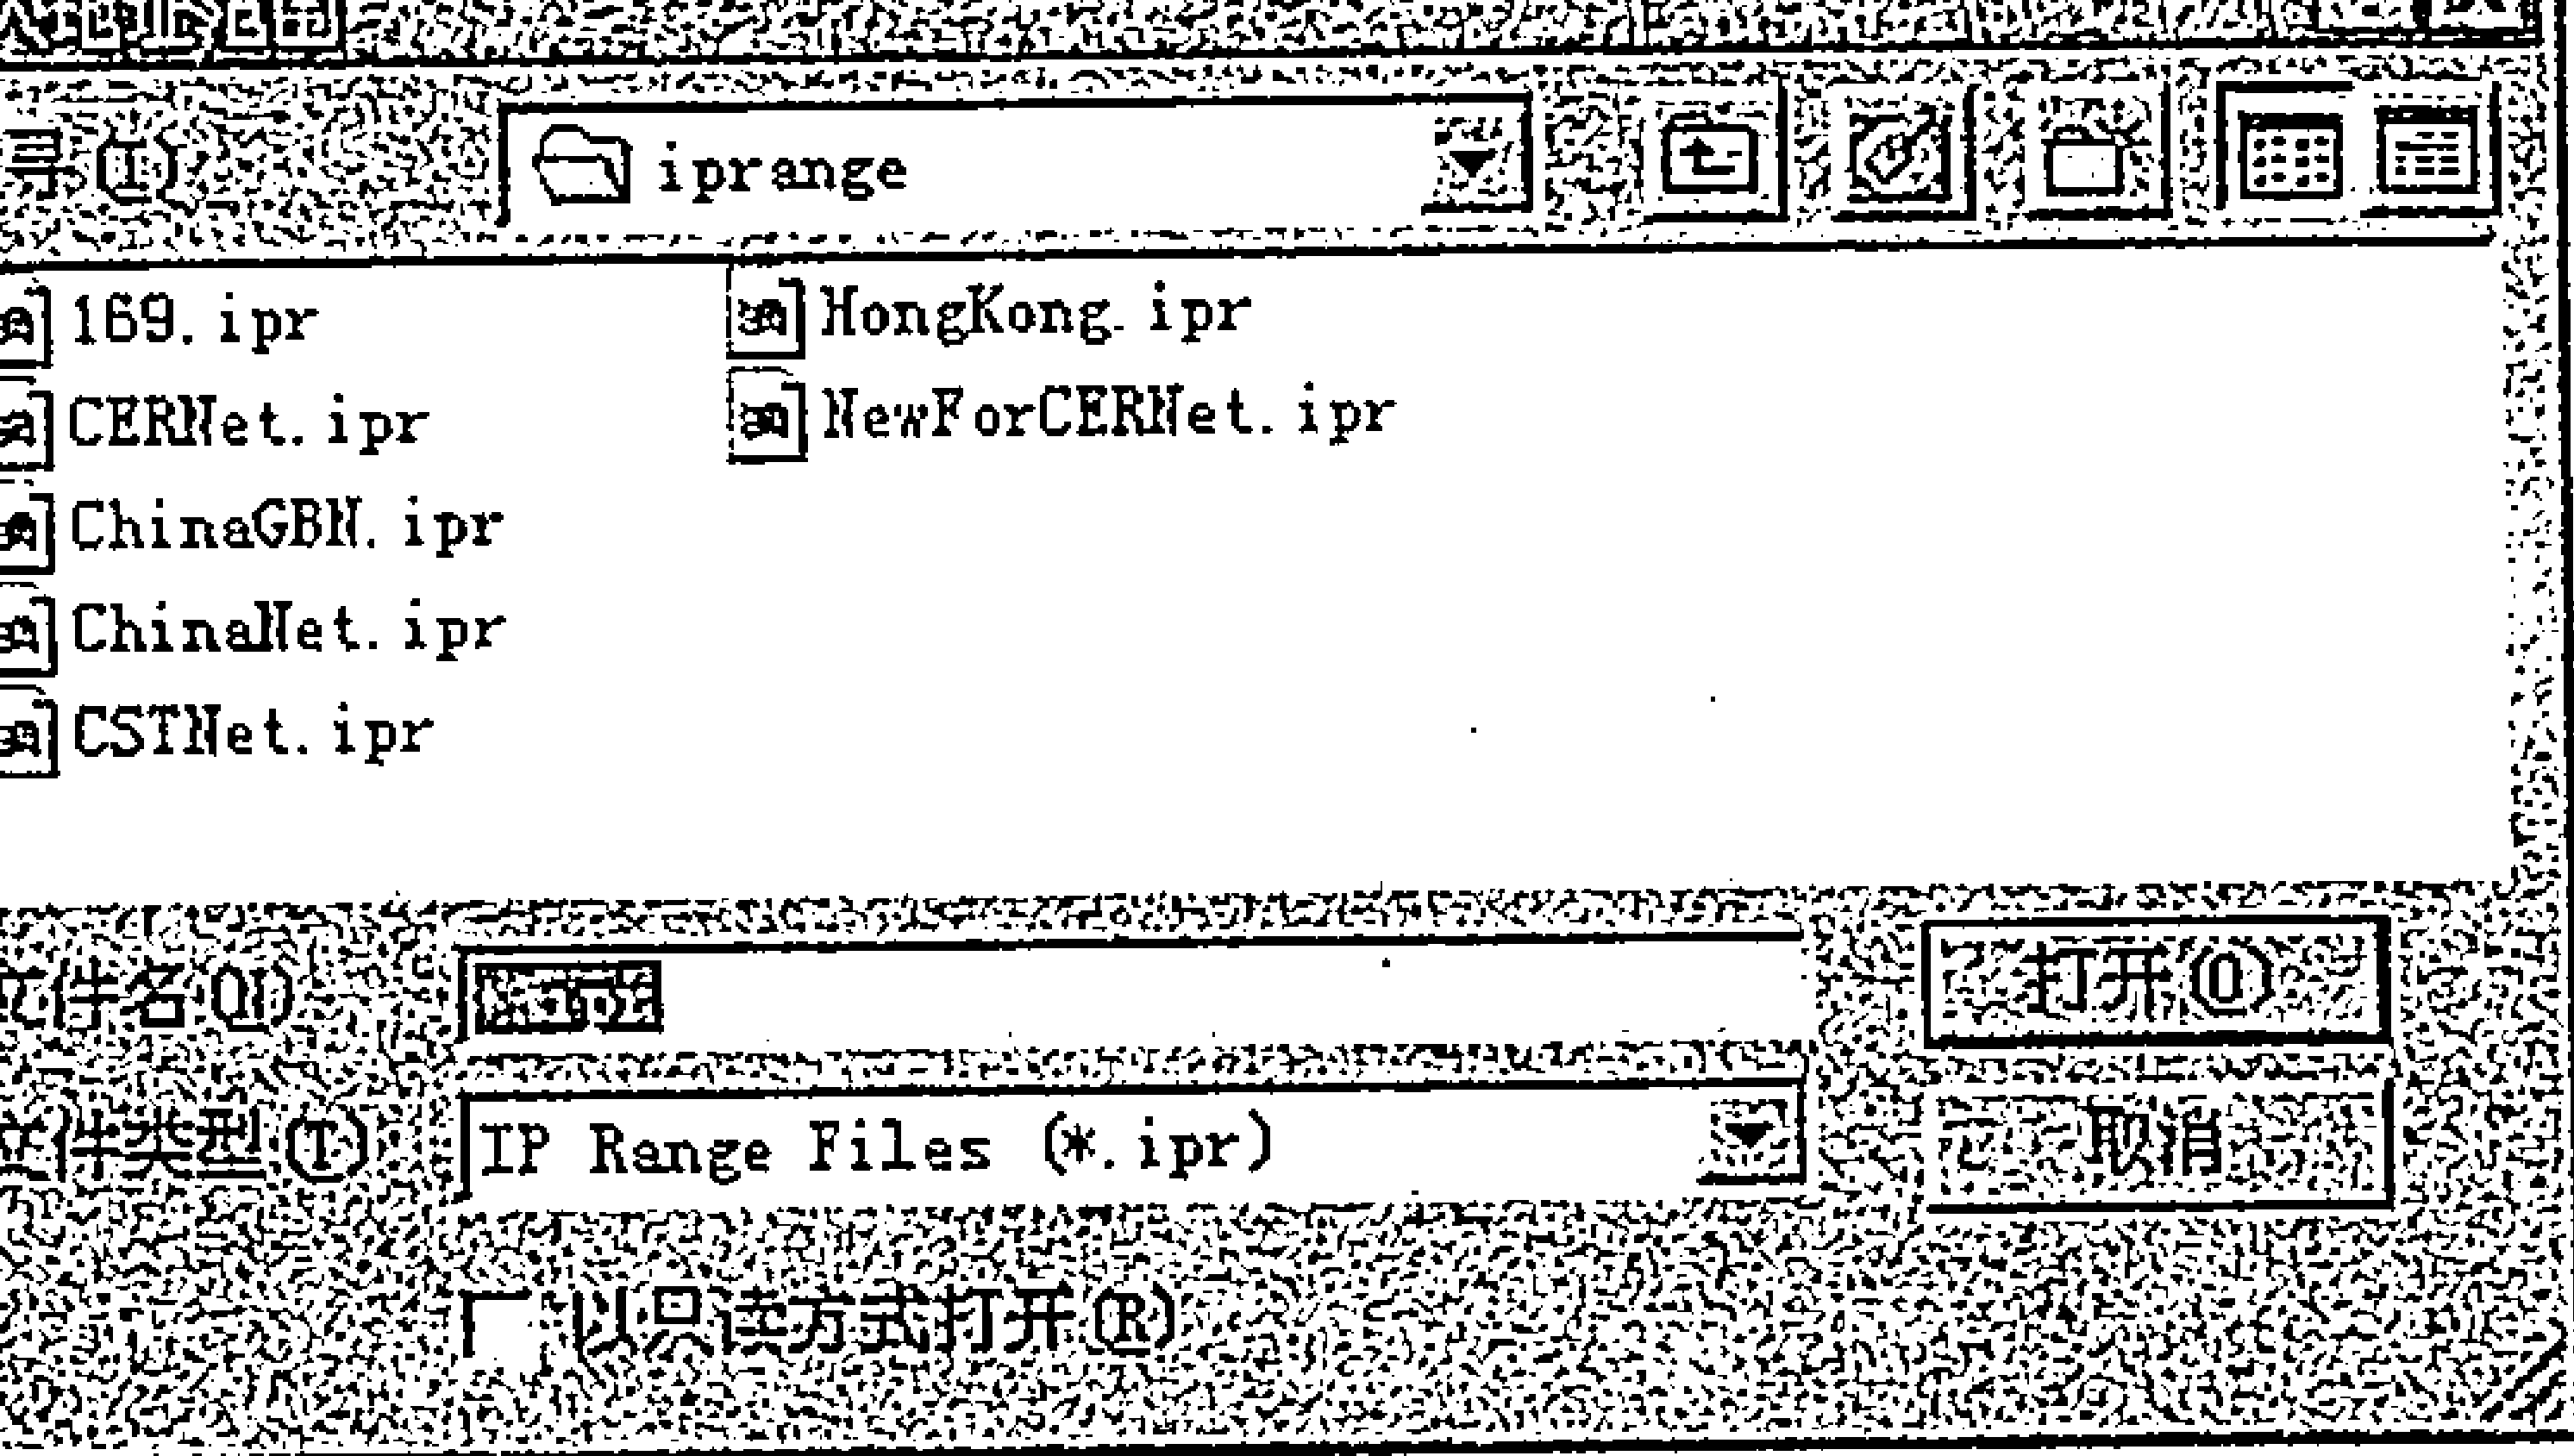 寻(I)
iprange
169.ipr
HongKong.ipr
CERNet.ipr
NewForCERNet.ipr
ChinaGBN.ipr
ChinaNet.ipr
CSTNet.ipr
件名(N)
打开(O)
文件类型(T)
IP Range Files (*.ipr)
取消
以只读方式打开(R)